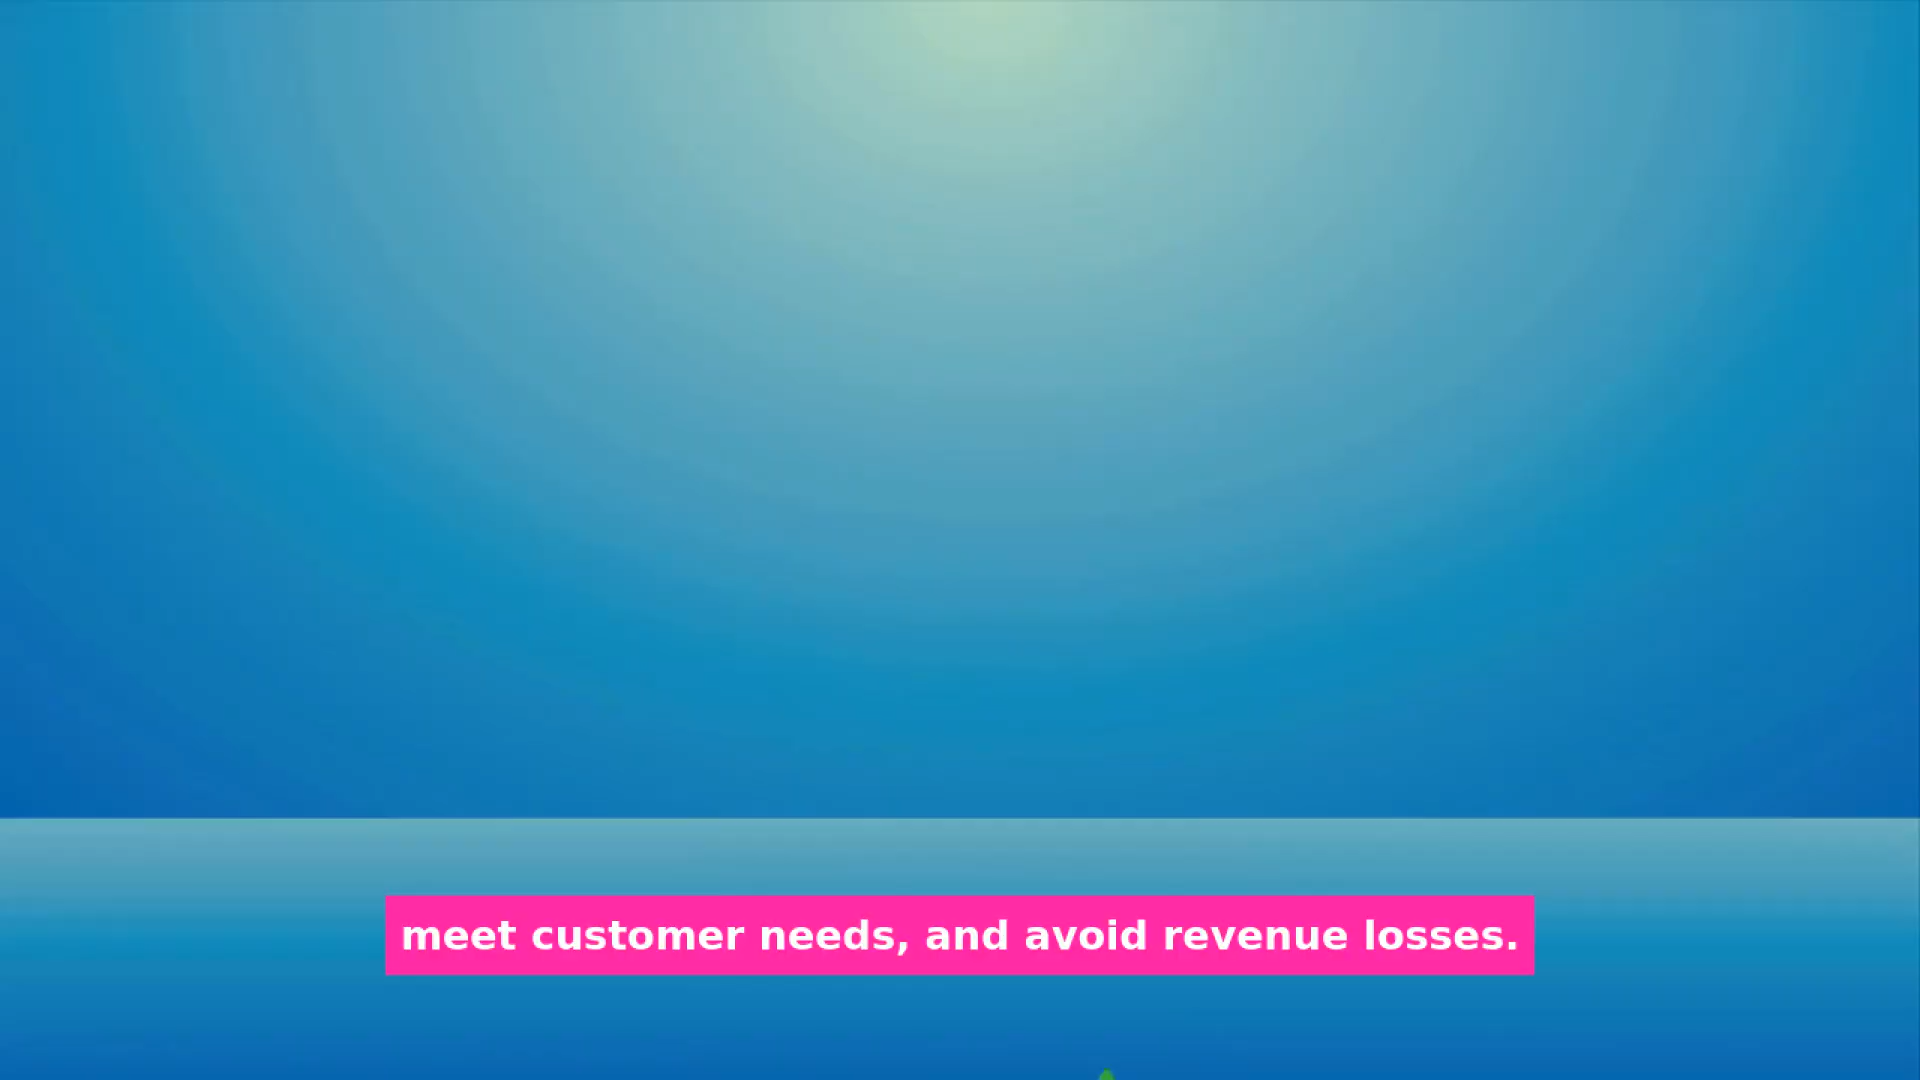 meet customer needs, and avoid revenue losses.